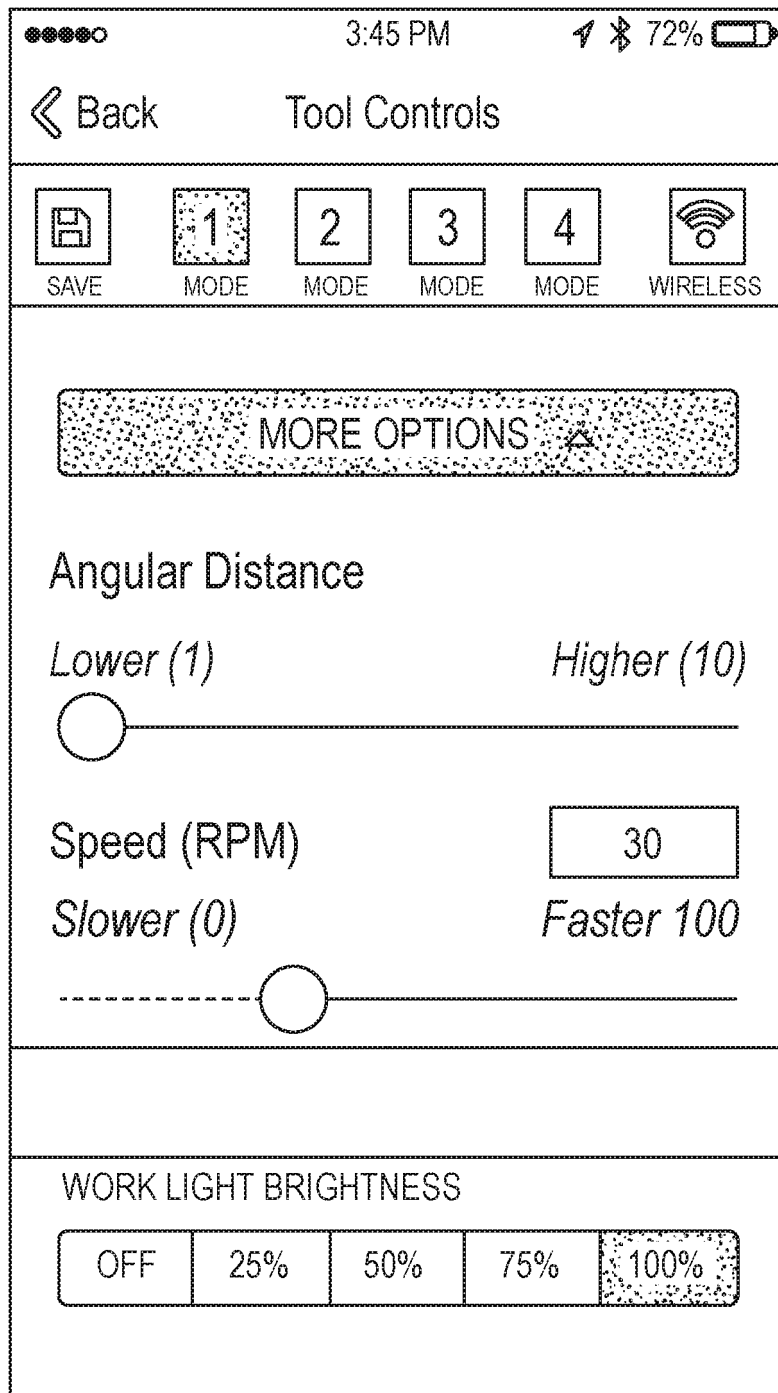 3:45 PM 72%
Back Tool Controls
1 2 3 4
SAVE MODE MODE MODE MODE WIRELESS
MORE OPTIONS
Angular Distance
Lower (1) Higher (10)
Speed (RPM) 30
Slower (0) Faster 100
WORK LIGHT BRIGHTNESS
OFF 25% 50% 75% 100%